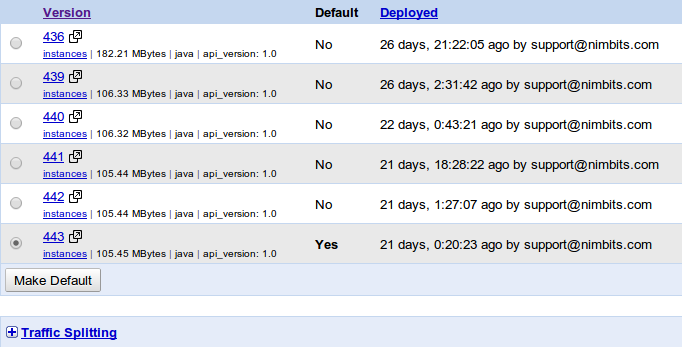 Version Default Deployed
436
instances | 182.21 MBytes | java | api_version: 1.0
No
26 days, 21:22:05 ago by support@nimbits.com
439
instances | 106.33 MBytes | java | api_version: 1.0
No
26 days, 2:31:42 ago by support@nimbits.com
440
instances | 106.32 MBytes | java | api_version: 1.0
No
22 days, 0:43:21 ago by support@nimbits.com
441
instances | 105.44 MBytes | java | api_version: 1.0
No
21 days, 18:28:22 ago by support@nimbits.com
442
instances | 105.44 MBytes | java | api_version: 1.0
No
21 days, 1:27:07 ago by support@nimbits.com
443
instances | 105.45 MBytes | java | api_version: 1.0
Yes
21 days, 0:20:23 ago by support@nimbits.com
Make Default
Traffic Splitting